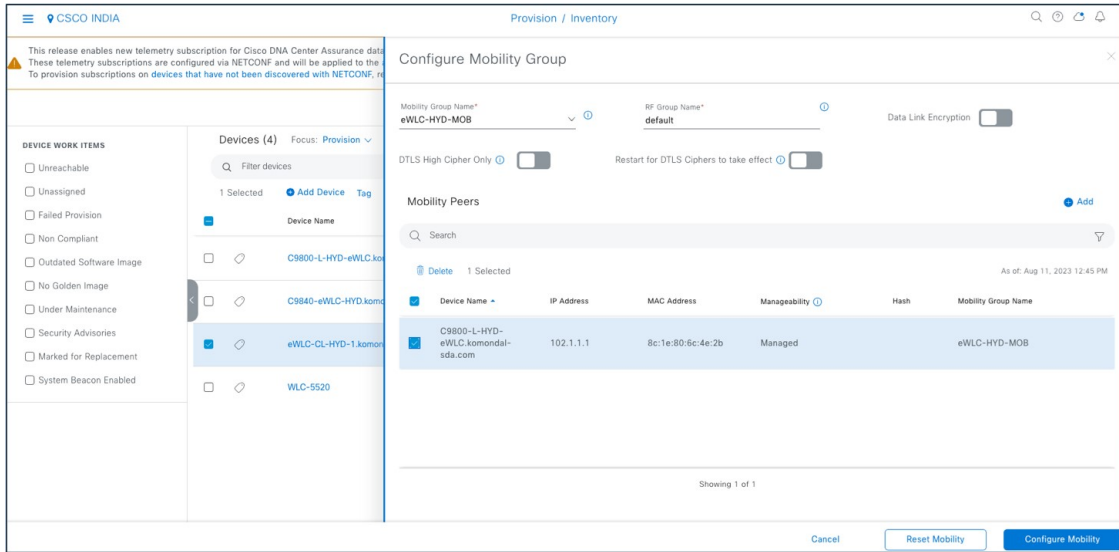 CSCO INDIA
Provision / Inventory
This release enables new telemetry subscription for Cisco DNA Center Assurance data
These telemetry subscriptions are configured via NETCONF and will be applied to the
To provision subscriptions on devices that have not been discovered with NETCONF, re
DEVICE WORK ITEMS
Unreachable
Unassigned
Failed Provision
Non Compliant
Outdated Software Image
No Golden Image
Under Maintenance
Security Advisories
Marked for Replacement
System Beacon Enabled
Devices (4) Focus: Provision
Filter devices
1 Selected Add Device Tag
Device Name
C9800-L-HYD-eWLC.ko
C9840-eWLC-HYD.komo
eWLC-CL-HYD-1.komon
WLC-5520
Configure Mobility Group
Mobility Group Name*
eWLC-HYD-MOB
RF Group Name*
default
Data Link Encryption
DTLS High Cipher Only
Restart for DTLS Ciphers to take effect
Mobility Peers
Add
Search
Delete 1 Selected
As of: Aug 11, 2023 12:45 PM
Device Name IP Address MAC Address Manageability Hash Mobility Group Name
C9800-L-HYD-
eWLC.komondal-
sda.com
102.1.1.1 8c:1e:80:6c:4e:2b Managed eWLC-HYD-MOB
Showing 1 of 1
Cancel Reset Mobility Configure Mobility